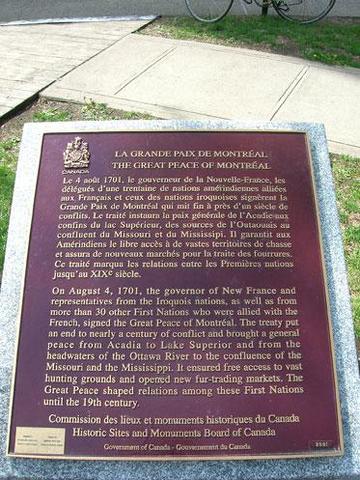 CANADA
LA GRANDE PAIX DE MONTRÉAL
THE GREAT PEACE OF MONTRÉAL
Le 4 août 1701, le gouverneur de la Nouvelle-France, les
délégués d'une trentaine de nations amérindiennes alliées
aux Français et ceux des nations iroquoises signèrent la
Grande Paix de Montréal qui mit fin à près d'un siècle de
conflits. Le traité instaura la paix générale de l'Acadie aux
confins du lac Supérieur, des sources de l'Outaouais au
confluent du Missouri et du Mississipi. Il garantit aux
Amérindiens le libre accès à de vastes territoires de chasse
et assura de nouveaux marchés pour la traite des fourrures.
Ce traité marqua les relations entre les Premières nations
jusqu'au XIXe siècle.
On August 4, 1701, the governor of New France and
representatives from the Iroquois nations, as well as from
more than 30 other First Nations who were allied with the
French, signed the Great Peace of Montréal. The treaty put
an end to nearly a century of conflict and brought a general
peace from Acadia to Lake Superior and from the
headwaters of the Ottawa River to the confluence of the
Missouri and the Mississippi. It ensured free access to vast
hunting grounds and opened new fur-trading markets. The
Great Peace shaped relations among these First Nations
until the 19th century.
Commission des lieux et monuments historiques du Canada
Historic Sites and Monuments Board of Canada
Government of Canada - Gouvernement du Canada
2001